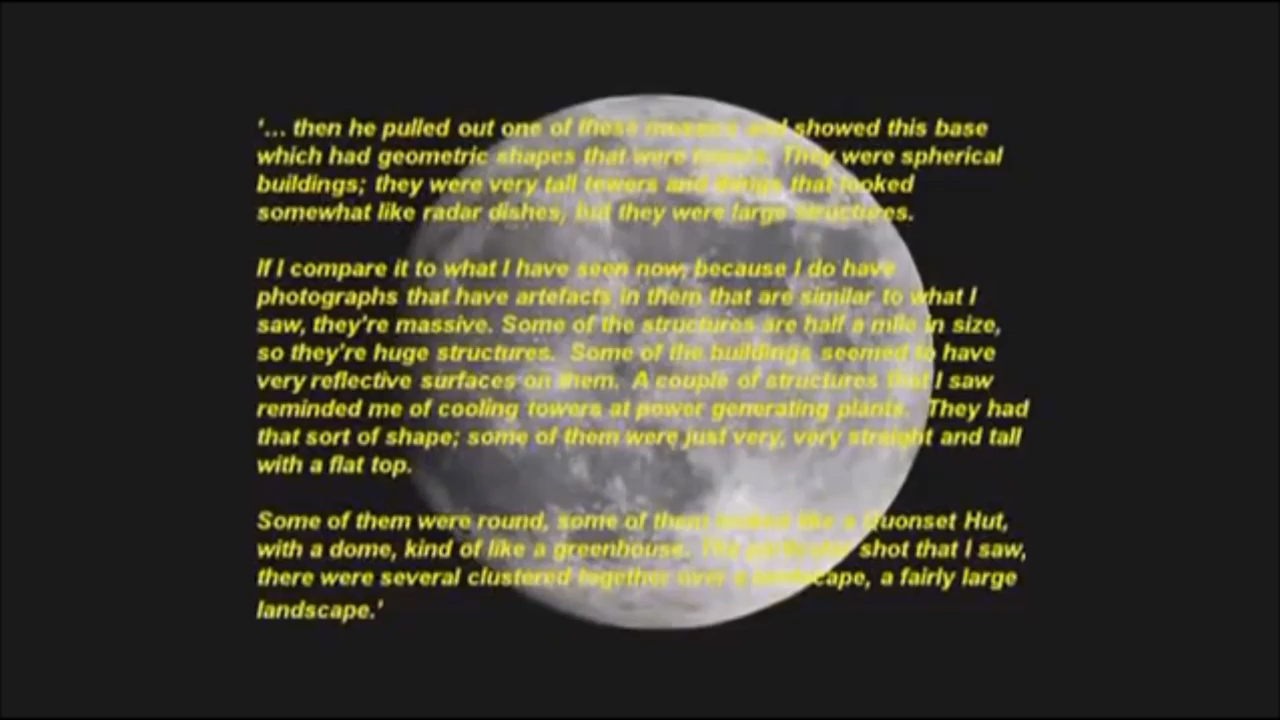 ‘... then he pulled out one of these mosaics and showed this base
which had geometric shapes that were towers. They were spherical
buildings; they were very tall towers and things that looked
somewhat like radar dishes, but they were large structures.
If I compare it to what I have seen now, because I do have
photographs that have artefacts in them that are similar to what I
saw, they're massive. Some of the structures are half a mile in size,
so they're huge structures. Some of the buildings seemed to have
very reflective surfaces on them. A couple of structures that I saw
reminded me of cooling towers at power generating plants. They had
that sort of shape; some of them were just very, very straight and tall
with a flat top.
Some of them were round, some of them looked like a Quonset Hut,
with a dome, kind of like a greenhouse. The particular shot that I saw,
there were several clustered together over a landscape, a fairly large
landscape.'